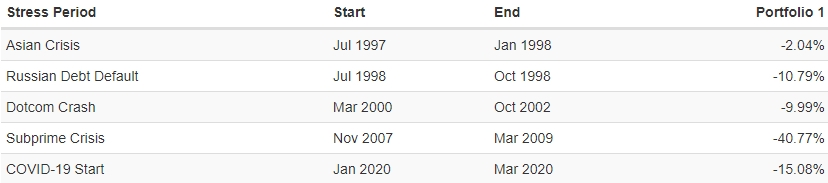 Stress Period Start End Portfolio 1
Asian Crisis Jul 1997 Jan 1998 -2.04%
Russian Debt Default Jul 1998 Oct 1998 -10.79%
Dotcom Crash Mar 2000 Oct 2002 -9.99%
Subprime Crisis Nov 2007 Mar 2009 -40.77%
COVID-19 Start Jan 2020 Mar 2020 -15.08%